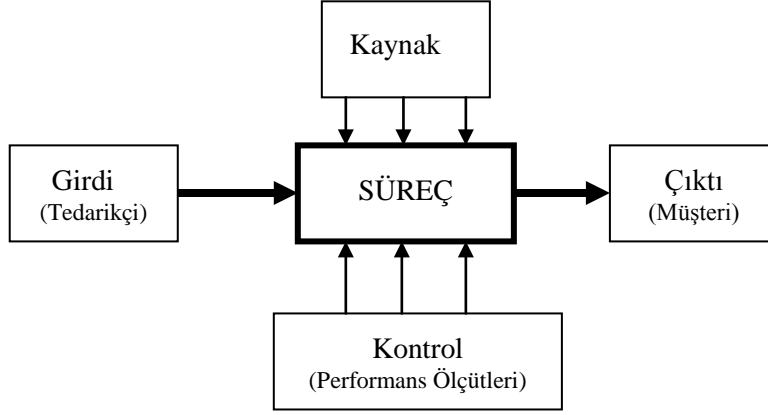 Kaynak
Girdi
(Tedarikçi)
SÜREÇ
Çıktı
(Müşteri)
Kontrol
(Performans Ölçütleri)